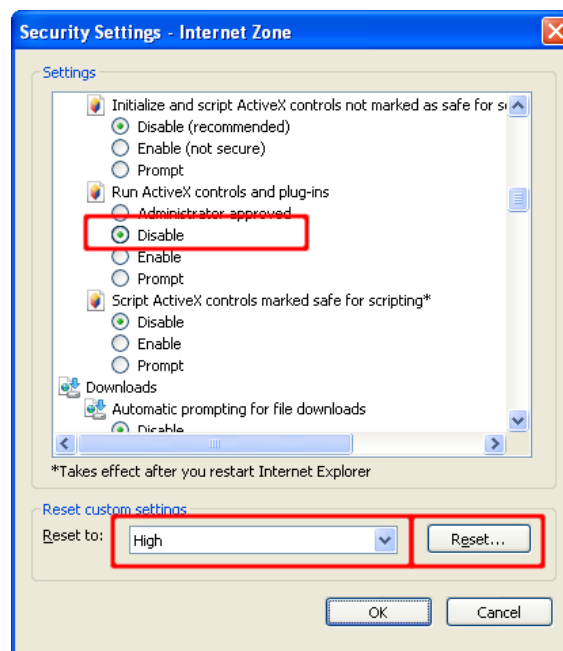 Security Settings - Internet Zone
Settings
Initialize and script ActiveX controls not marked as safe for s
Disable (recommended)
Enable (not secure)
Prompt
Run ActiveX controls and plug-ins
Administrator approved
Disable
Enable
Prompt
Script ActiveX controls marked safe for scripting*
Disable
Enable
Prompt
Downloads
Automatic prompting for file downloads
Disable
*Takes effect after you restart Internet Explorer
Reset custom settings
Reset to: High Reset...
OK Cancel